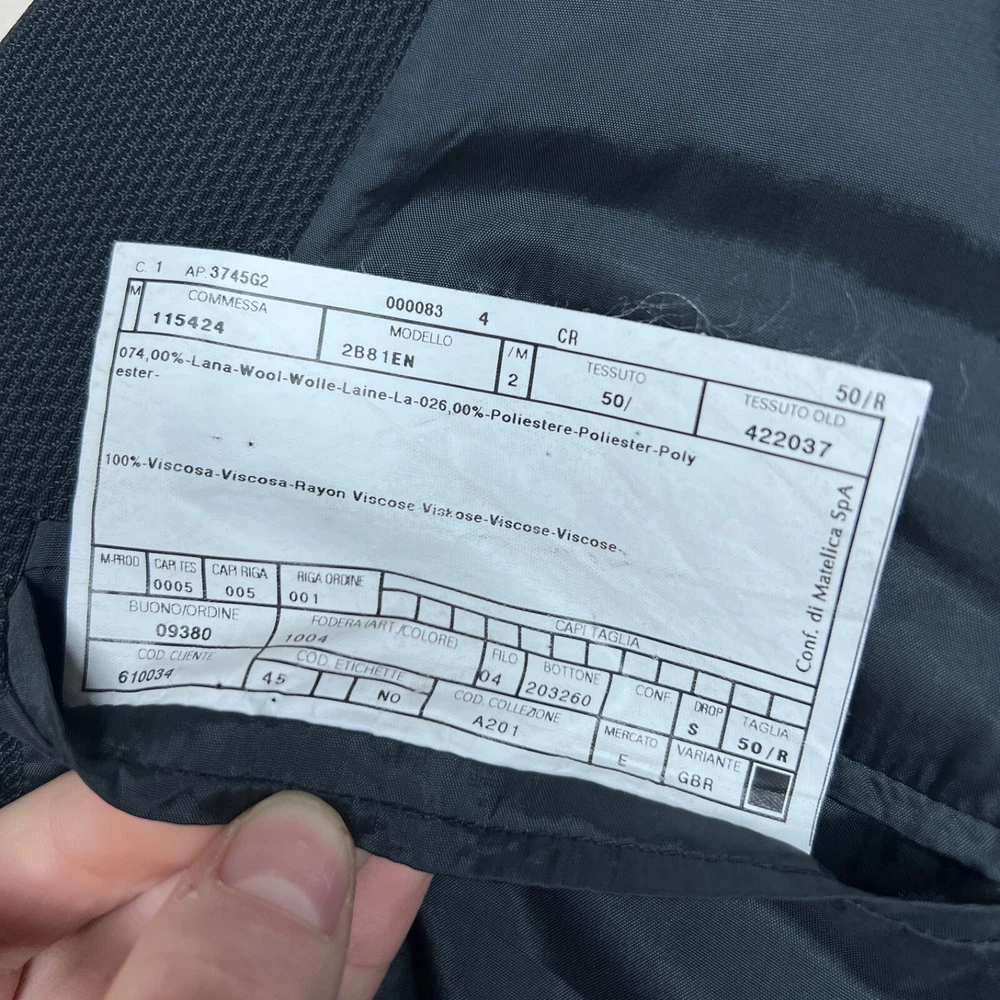 C. 1 AP.3745G2 000083 4 CR 50/R
M COMMESSA MODELLO /M TESSUTO TESSUTO OLD
115424 2B81EN 2 50/ 422037
074,00%-Lana-Wool-Wolle-Laine-La-026,00%-Poliestere-Poliester-Poly
ester-
100%-Viscosa-Viscosa-Rayon Viscose Viskose-Viscose-Viscose-
Conf. di Matelica SpA
M-PROD CAPI TES CAPI RIGA RIGA ORDINE CAPI TAGLIA
0005 005 001
BUONO/ORDINE FODERA (ART./COLORE) FILO BOTTONE CONF. DROP TAGLIA
09380 1004 04 203260 S 50/R
COD. CLIENTE COD. ETICHETTE COD. COLLEZIONE MERCATO VARIANTE
610034 45 NO A201 E GBR